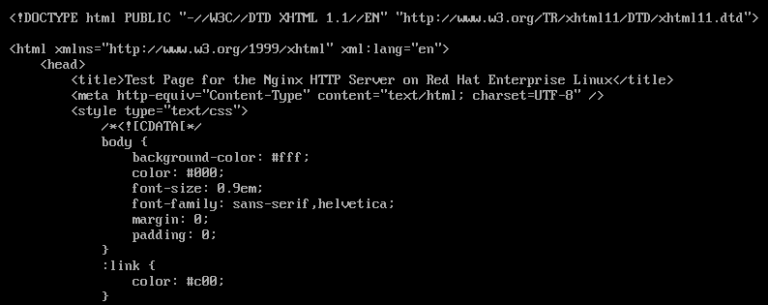 <!DOCTYPE html PUBLIC "-//W3C//DTD XHTML 1.1//EN" "http://www.w3.org/TR/xhtml11/DTD/xhtml11.dtd">

<html xmlns="http://www.w3.org/1999/xhtml" xml:lang="en">
    <head>
        <title>Test Page for the Nginx HTTP Server on Red Hat Enterprise Linux</title>
        <meta http-equiv="Content-Type" content="text/html; charset=UTF-8" />
        <style type="text/css">
            /*<![CDATA[*/
            body {
                background-color: #fff;
                color: #000;
                font-size: 0.9em;
                font-family: sans-serif,helvetica;
                margin: 0;
                padding: 0;
            }
            :link {
                color: #c00;
            }